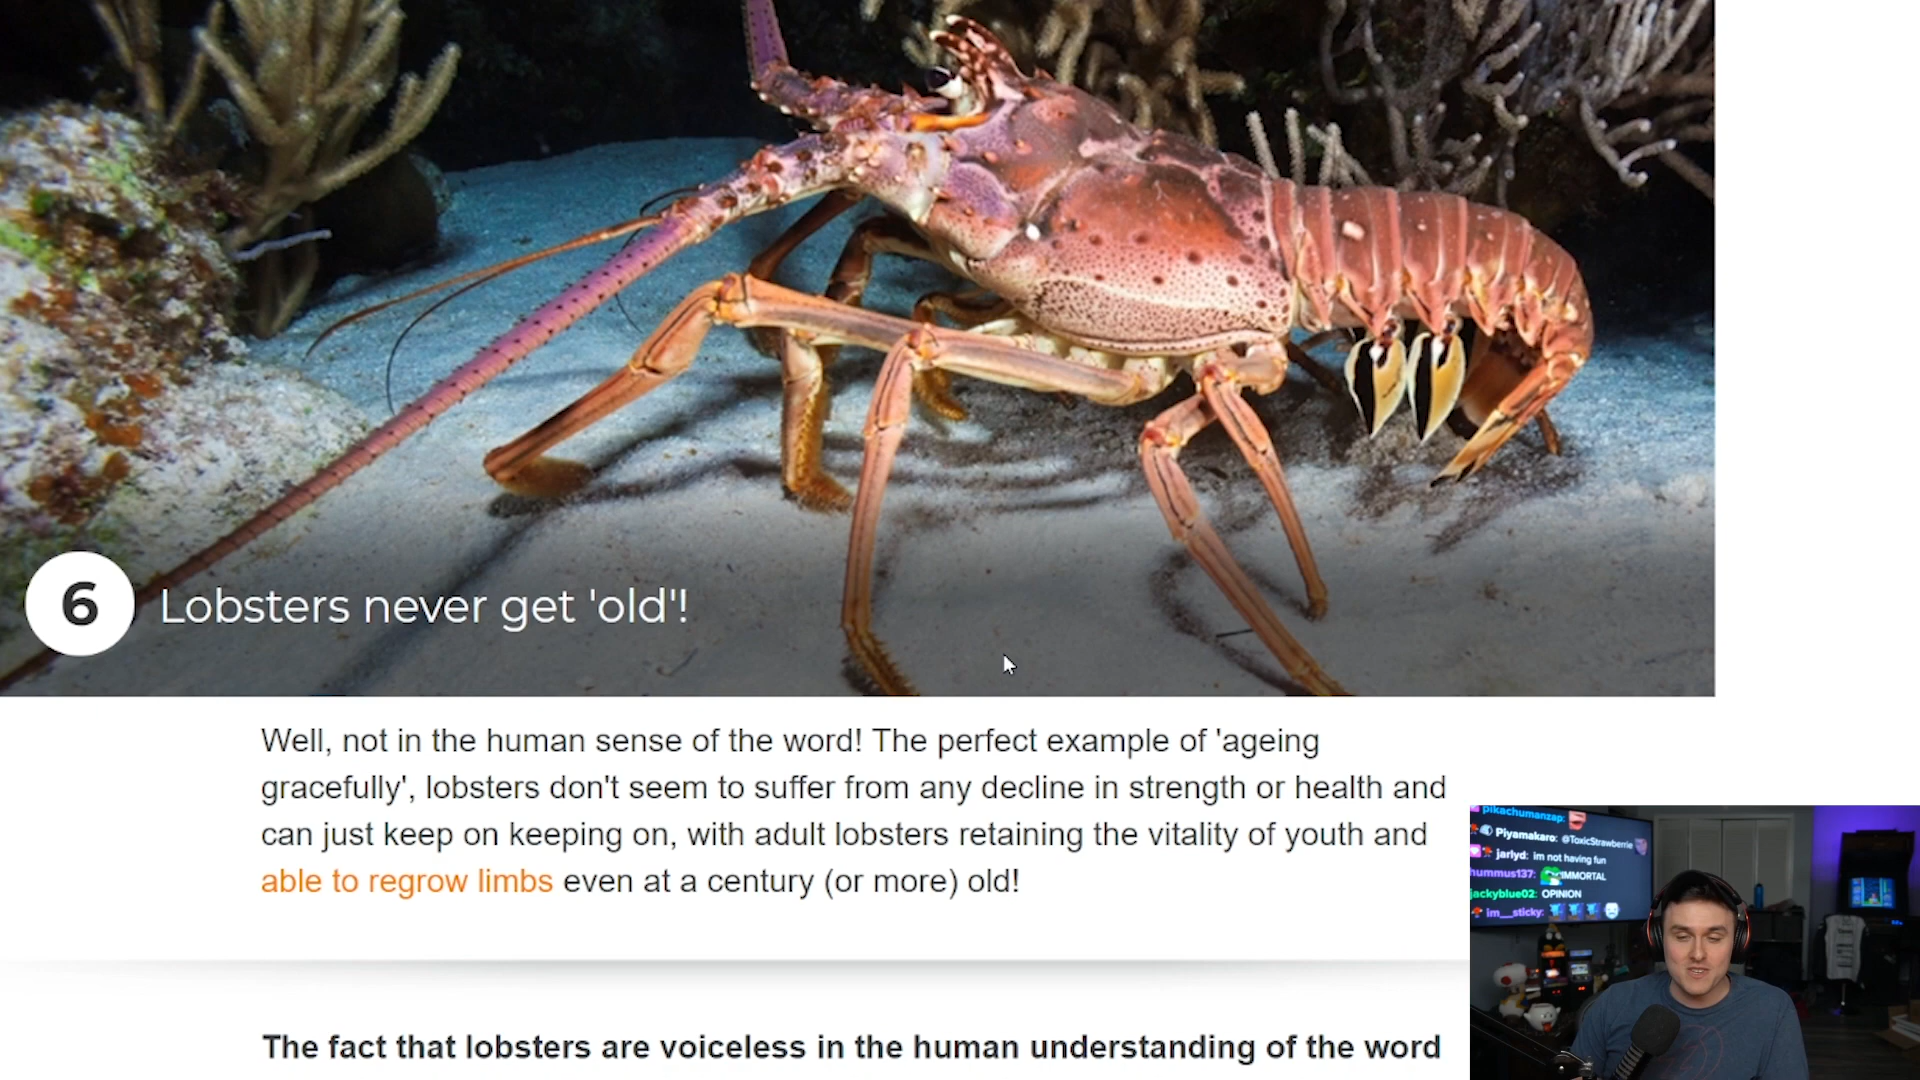 6 Lobsters never get 'old'!
Well, not in the human sense of the word! The perfect example of 'ageing
gracefully', lobsters don't seem to suffer from any decline in strength or health and
can just keep on keeping on, with adult lobsters retaining the vitality of youth and
able to regrow limbs even at a century (or more) old!
The fact that lobsters are voiceless in the human understanding of the word
pikachumanzap:
Piyamakaro: @ToxicStrawberrie
jarlyd: im not having fun
hummus137: IMMORTAL
jackyblue02: OPINION
im__sticky: